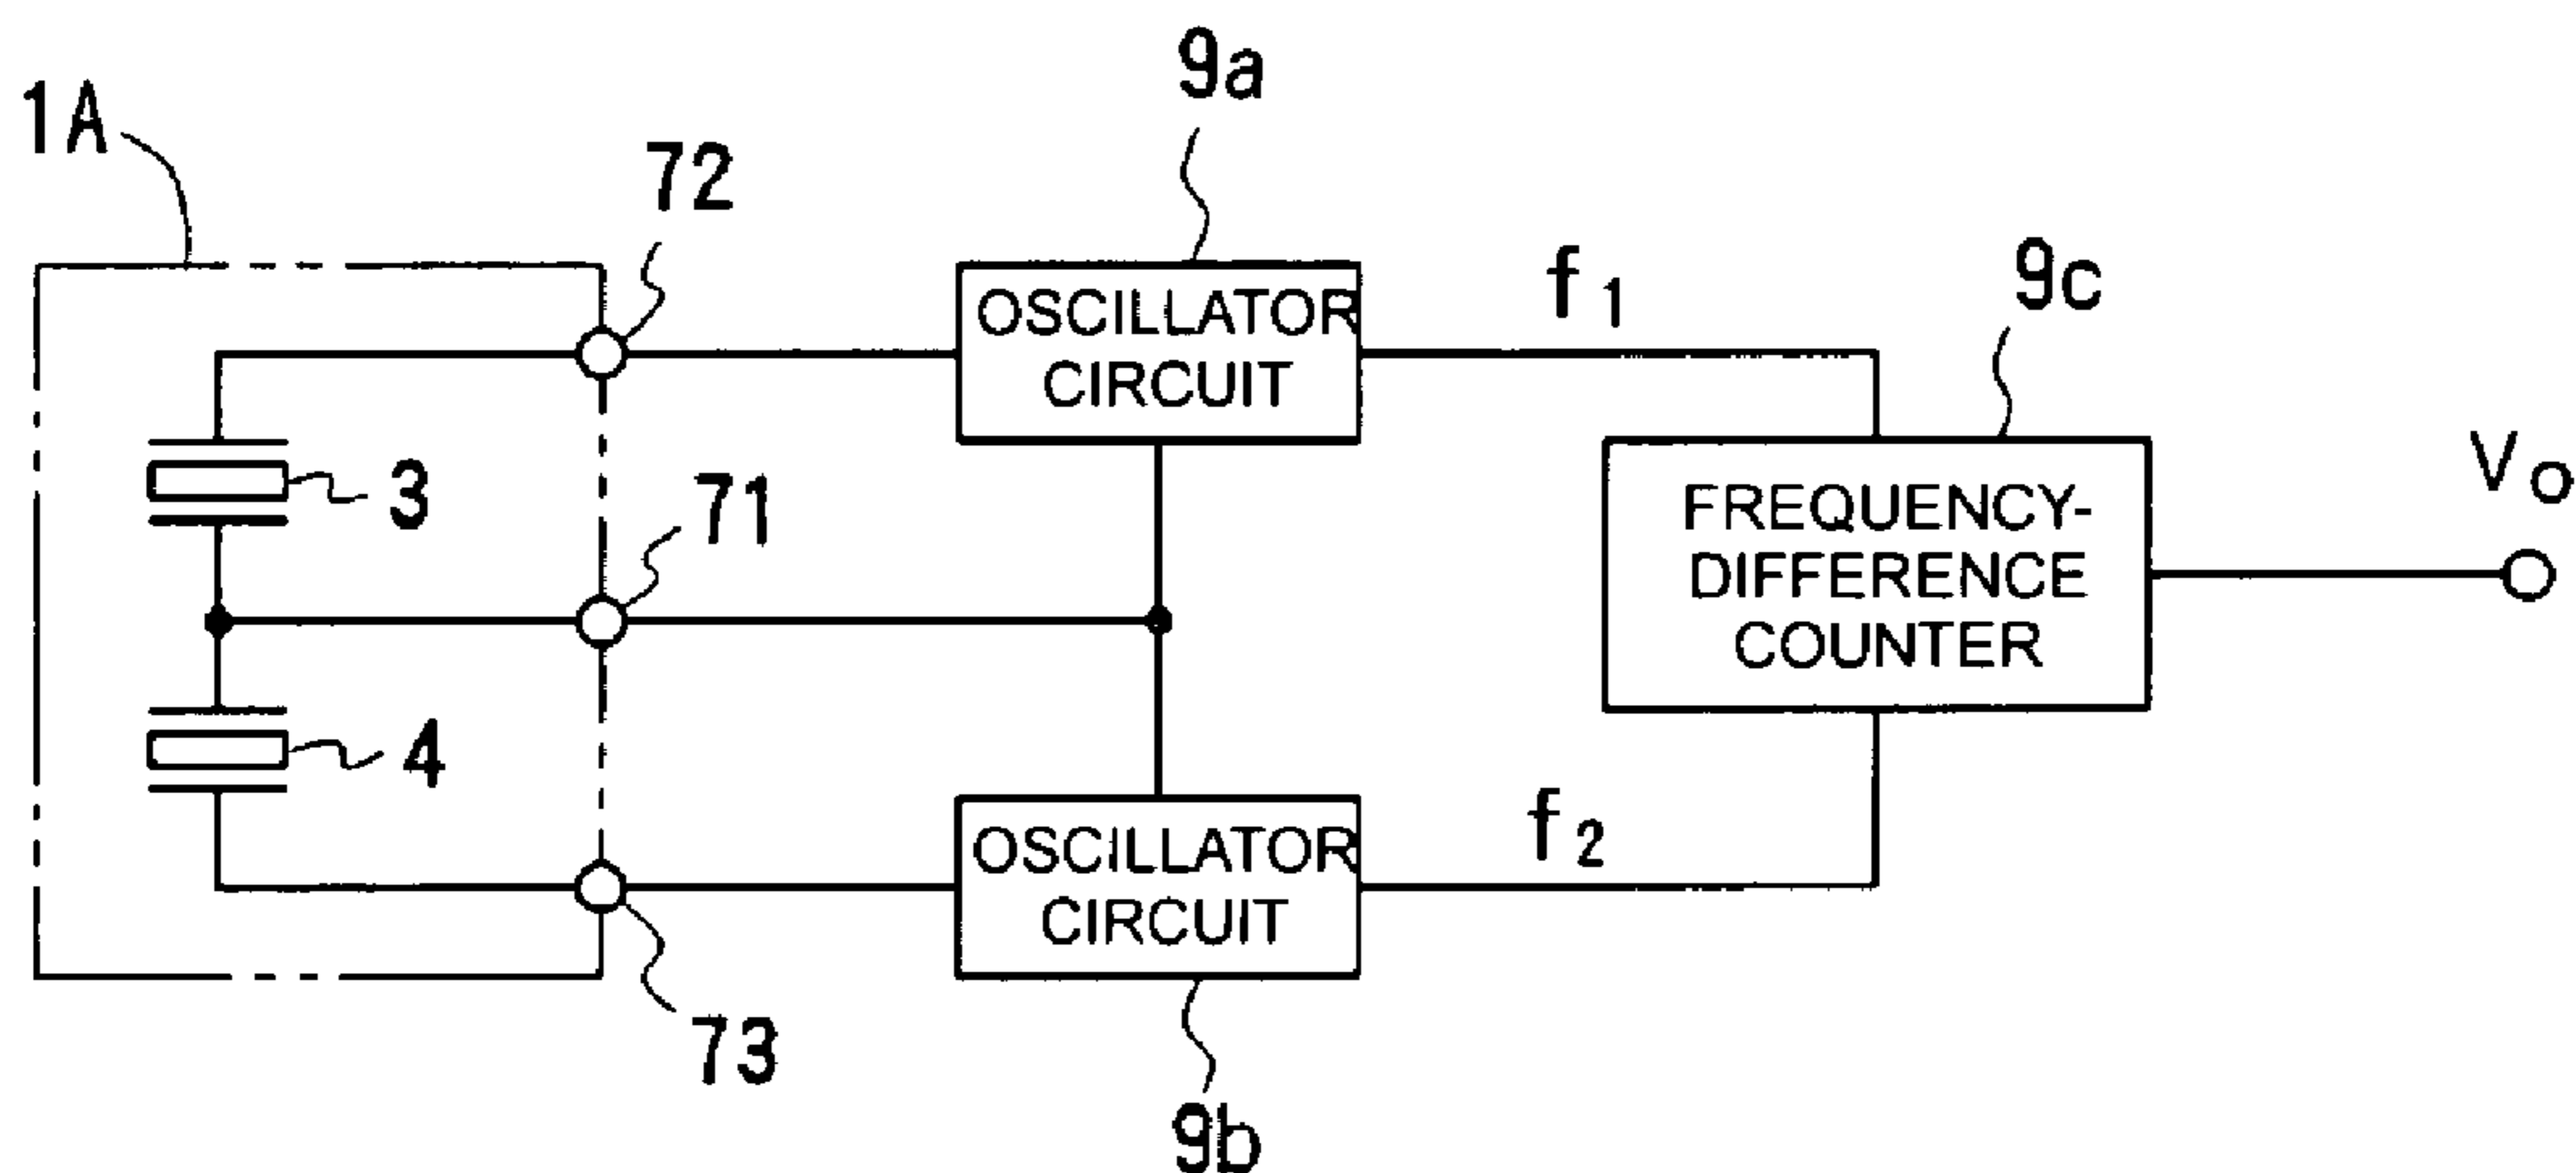 9a
1A
72
OSCILLATOR
CIRCUIT
f1
9c
3
71
FREQUENCY-
DIFFERENCE
COUNTER
Vo
4
OSCILLATOR
CIRCUIT
f2
73
9b